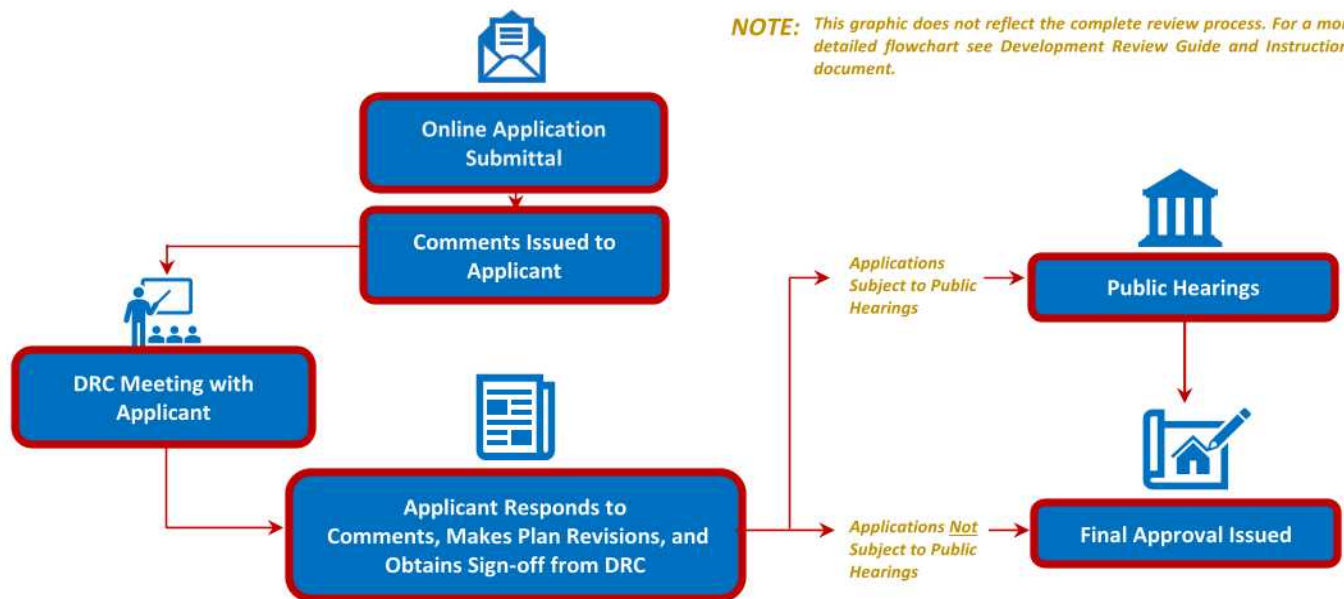 NOTE: This graphic does not reflect the complete review process. For a mor
detailed flowchart see Development Review Guide and Instruction
document.
Online Application
Submittal
Comments Issued to
Applicant
DRC Meeting with
Applicant
Applicant Responds to
Comments, Makes Plan Revisions, and
Obtains Sign-off from DRC
Applications
Subject to Public
Hearings
Public Hearings
Applications Not
Subject to Public
Hearings
Final Approval Issued